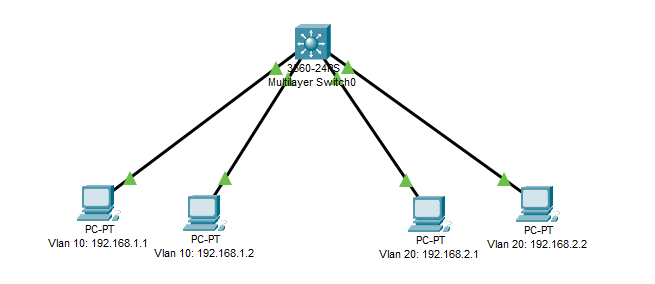 3560-24PS
Multilayer Switch0
PC-PT
Vlan 10: 192.168.1.1
PC-PT
Vlan 10: 192.168.1.2
PC-PT
Vlan 20: 192.168.2.1
PC-PT
Vlan 20: 192.168.2.2